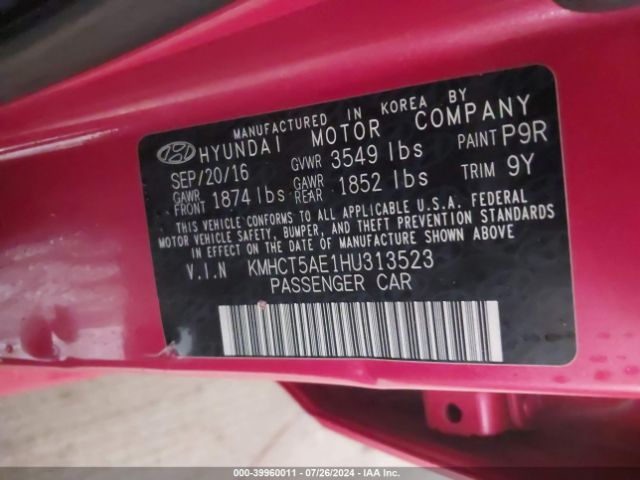 MANUFACTURED IN KOREA BY
HYUNDAI MOTOR COMPANY
SEP/20/16 GVWR 3549 lbs PAINT P9R
GAWR FRONT 1874 lbs GAWR REAR 1852 lbs TRIM 9Y
THIS VEHICLE CONFORMS TO ALL APPLICABLE U.S.A. FEDERAL
MOTOR VEHICLE SAFETY, BUMPER, AND THEFT PREVENTION STANDARDS
IN EFFECT ON THE DATE OF MANUFACTURE SHOWN ABOVE.
V.I.N KMHCT5AE1HU313523
PASSENGER CAR
000-39960011 - 07/26/2024 - IAA Inc.